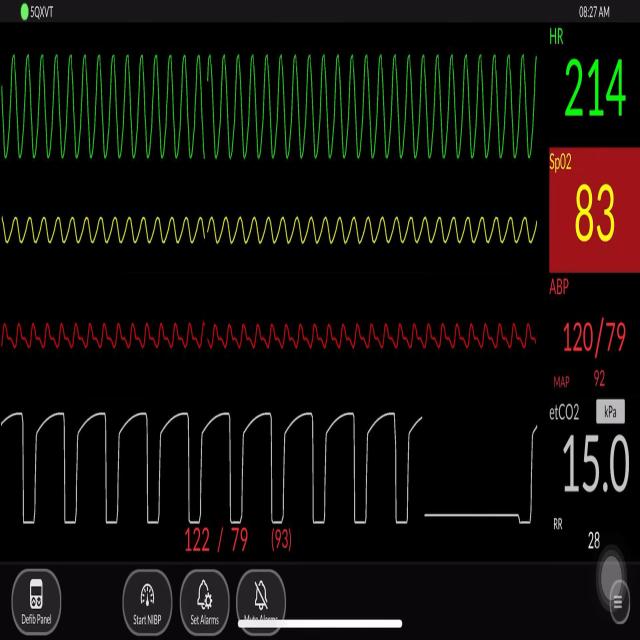 5QXVT
08:27 AM
HR
214
SpO2
83
ABP
120/79
MAP 92
etCO2 kPa
15.0
RR
28
122 / 79 (93)
Defib Panel
Start NIBP
Set Alarms
Mute Alarms